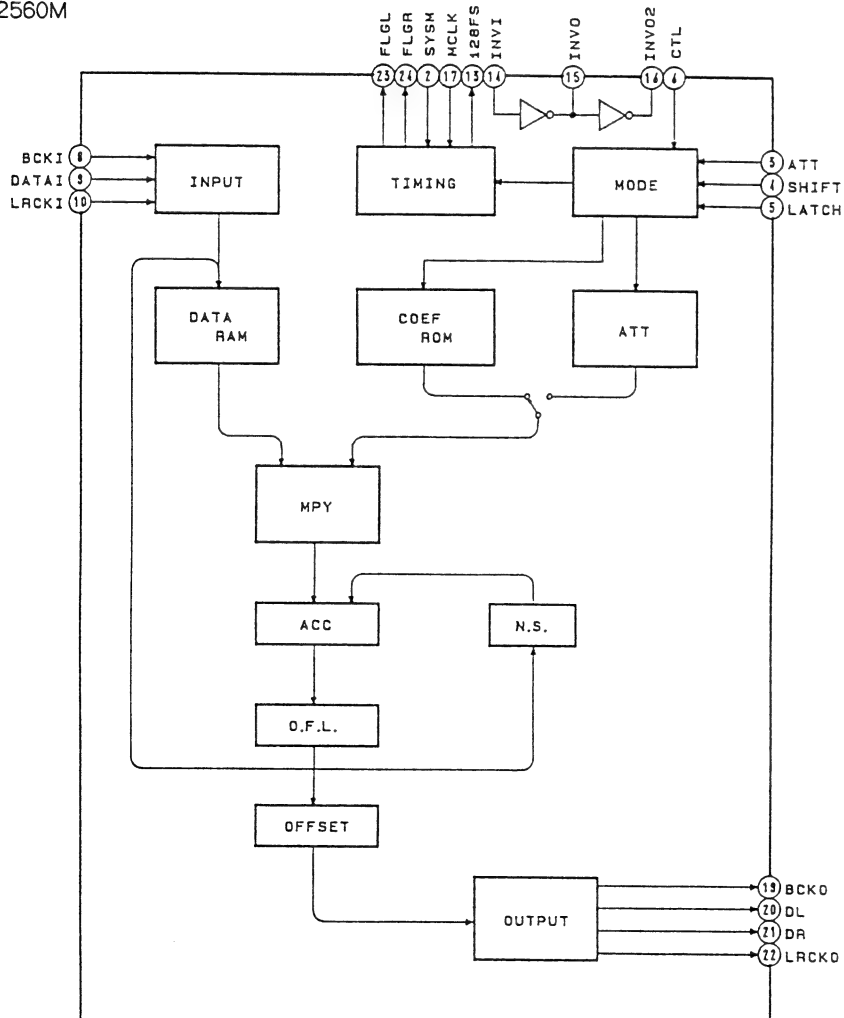 2560M
FLGL
FLGR
SYSM
MCLK
128FS
INVI
INVO
INVO2
CTL
23
24
2
17
13
14
15
16
6
BCKI 8
DATAI 9
LRCKI 10
INPUT
TIMING
MODE
3 ATT
4 SHIFT
5 LATCH
DATA
RAM
COEF
ROM
ATT
MPY
ACC
N.S.
O.F.L.
OFFSET
OUTPUT
19 BCKO
20 DL
21 DR
22 LRCKO